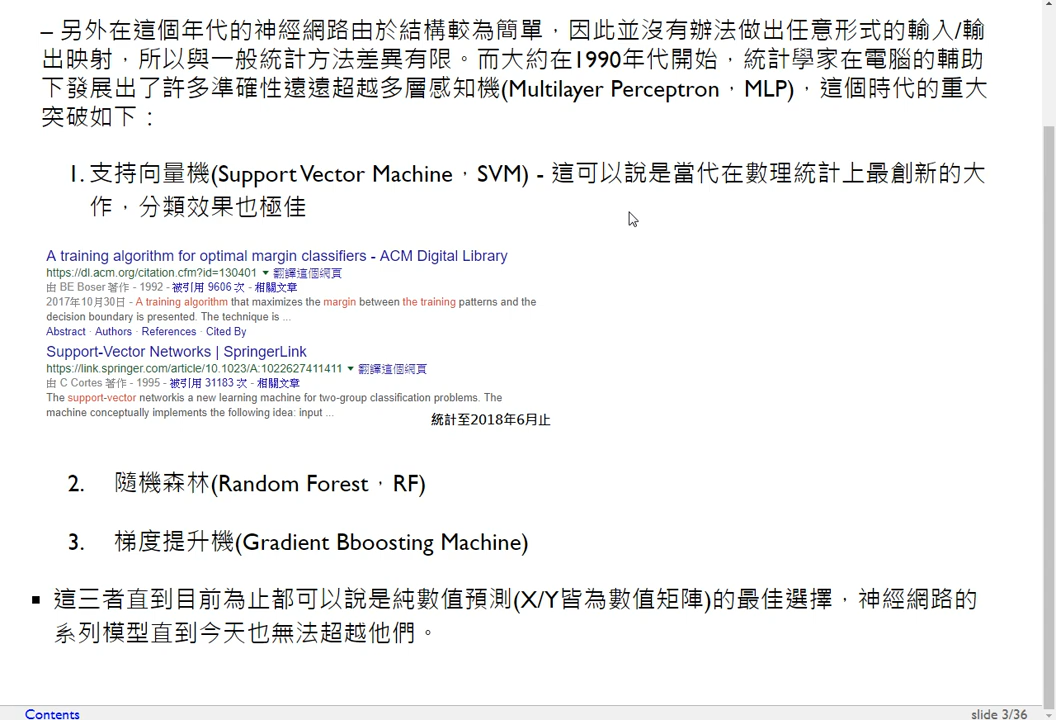 – 另外在這個年代的神經網路由於結構較為簡單，因此並沒有辦法做出任意形式的輸入/輸
出映射，所以與一般統計方法差異有限。而大約在1990年代開始，統計學家在電腦的輔助
下發展出了許多準確性遠遠超越多層感知機(Multilayer Perceptron，MLP)，這個時代的重大
突破如下：
1. 支持向量機(Support Vector Machine，SVM) - 這可以說是當代在數理統計上最創新的大
作，分類效果也極佳
A training algorithm for optimal margin classifiers - ACM Digital Library
https://dl.acm.org/citation.cfm?id=130401 ▼ 翻譯這個網頁
由 BE Boser 著作 - 1992 - 被引用 9606 次 - 相關文章
2017年10月30日 - A training algorithm that maximizes the margin between the training patterns and the
decision boundary is presented. The technique is ...
Abstract · Authors · References · Cited By
Support-Vector Networks | SpringerLink
https://link.springer.com/article/10.1023/A:1022627411411 ▼ 翻譯這個網頁
由 C Cortes 著作 - 1995 - 被引用 31183 次 - 相關文章
The support-vector networkis a new learning machine for two-group classification problems. The
machine conceptually implements the following idea: input ...
統計至2018年6月止
2. 隨機森林(Random Forest，RF)
3. 梯度提升機(Gradient Bboosting Machine)
▪ 這三者直到目前為止都可以說是純數值預測(X/Y皆為數值矩陣)的最佳選擇，神經網路的
系列模型直到今天也無法超越他們。
Contents
slide 3/36